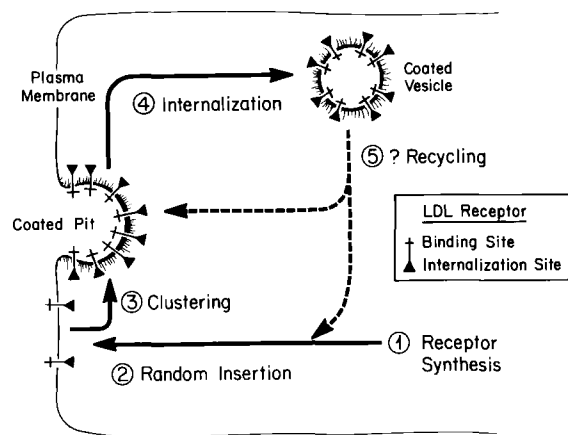 Plasma
Membrane
④ Internalization
Coated
Vesicle
⑤ ? Recycling
Coated Pit
LDL Receptor
Binding Site
Internalization Site
③ Clustering
① Receptor
Synthesis
② Random Insertion